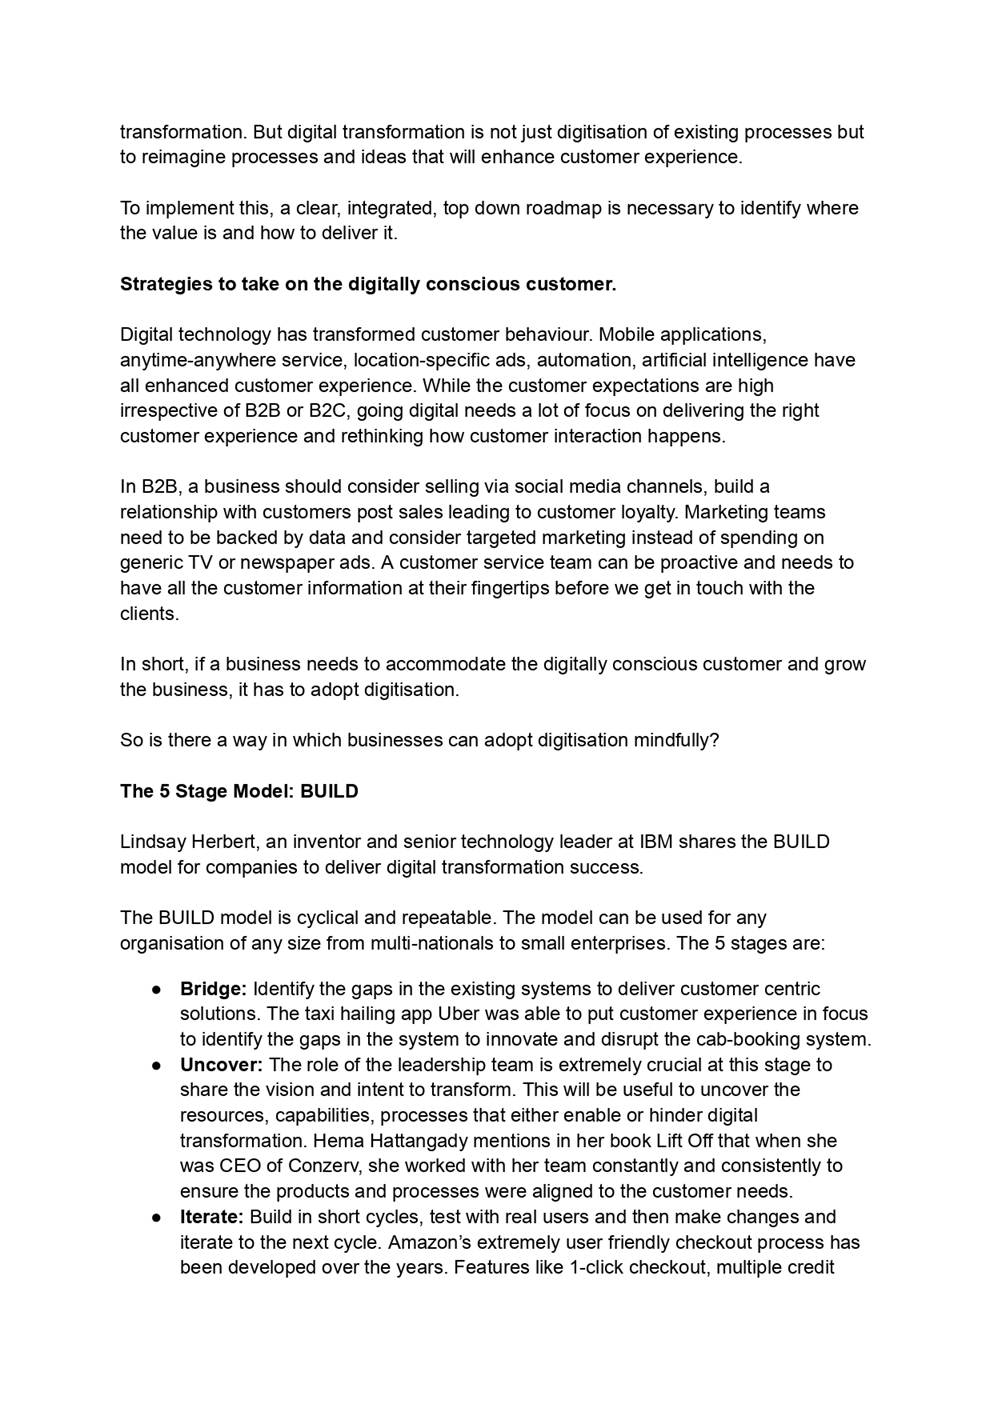 transformation. But digital transformation is not just digitisation of existing processes but
to reimagine processes and ideas that will enhance customer experience.
To implement this, a clear, integrated, top down roadmap is necessary to identify where
the value is and how to deliver it.
Strategies to take on the digitally conscious customer.
Digital technology has transformed customer behaviour. Mobile applications,
anytime-anywhere service, location-specific ads, automation, artificial intelligence have
all enhanced customer experience. While the customer expectations are high
irrespective of B2B or B2C, going digital needs a lot of focus on delivering the right
customer experience and rethinking how customer interaction happens.
In B2B, a business should consider selling via social media channels, build a
relationship with customers post sales leading to customer loyalty. Marketing teams
need to be backed by data and consider targeted marketing instead of spending on
generic TV or newspaper ads. A customer service team can be proactive and needs to
have all the customer information at their fingertips before we get in touch with the
clients.
In short, if a business needs to accommodate the digitally conscious customer and grow
the business, it has to adopt digitisation.
So is there a way in which businesses can adopt digitisation mindfully?
The 5 Stage Model: BUILD
Lindsay Herbert, an inventor and senior technology leader at IBM shares the BUILD
model for companies to deliver digital transformation success.
The BUILD model is cyclical and repeatable. The model can be used for any
organisation of any size from multi-nationals to small enterprises. The 5 stages are:
● Bridge: Identify the gaps in the existing systems to deliver customer centric
solutions. The taxi hailing app Uber was able to put customer experience in focus
to identify the gaps in the system to innovate and disrupt the cab-booking system.
● Uncover: The role of the leadership team is extremely crucial at this stage to
share the vision and intent to transform. This will be useful to uncover the
resources, capabilities, processes that either enable or hinder digital
transformation. Hema Hattangady mentions in her book Lift Off that when she
was CEO of Conzerv, she worked with her team constantly and consistently to
ensure the products and processes were aligned to the customer needs.
● Iterate: Build in short cycles, test with real users and then make changes and
iterate to the next cycle. Amazon’s extremely user friendly checkout process has
been developed over the years. Features like 1-click checkout, multiple credit